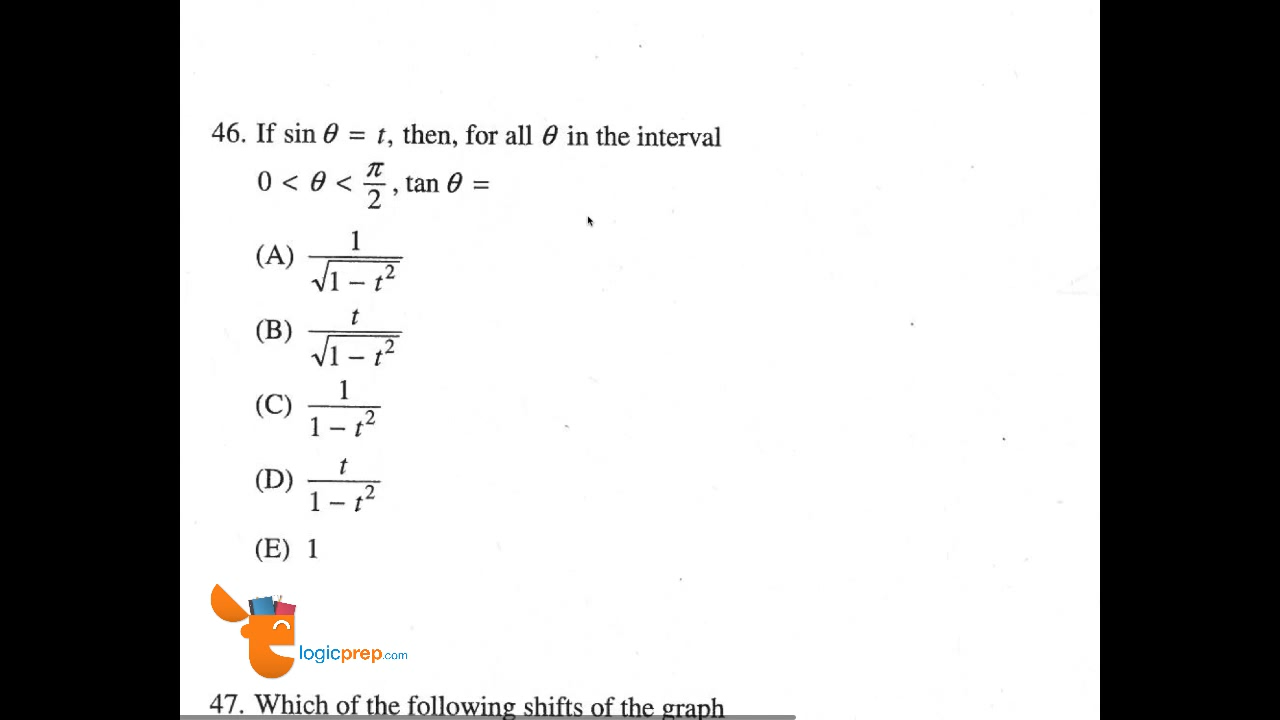 46. If sin θ = t, then, for all θ in the interval
0 < θ < π/2, tan θ =
(A) 1/√(1 − t²)
(B) t/√(1 − t²)
(C) 1/(1 − t²)
(D) t/(1 − t²)
(E) 1
logicprep.com
47. Which of the following shifts of the graph